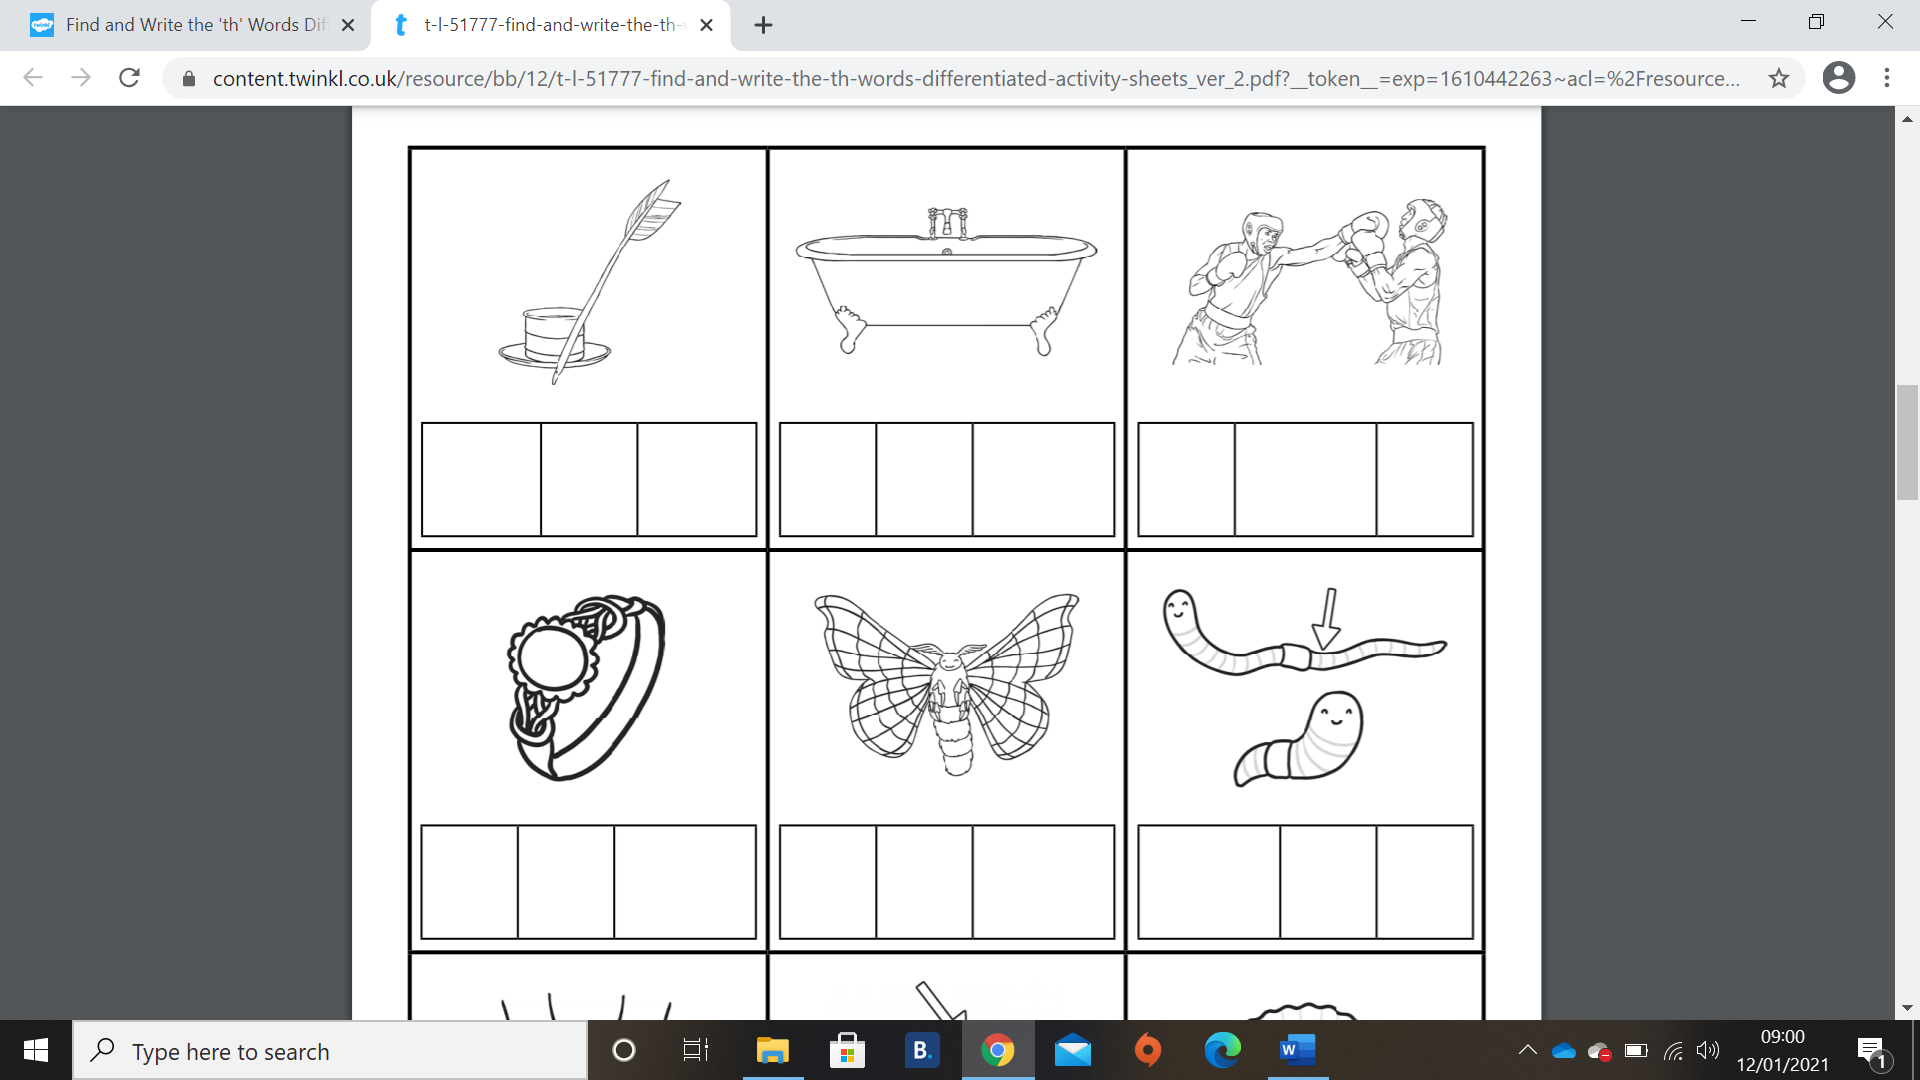 Find and Write the 'th' Words Dif
t-l-51777-find-and-write-the-th-
content.twinkl.co.uk/resource/bb/12/t-l-51777-find-and-write-the-th-words-differentiated-activity-sheets_ver_2.pdf?__token__=exp=1610442263~acl=%2Fresource...
Type here to search
B.
W
09:00
12/01/2021
1